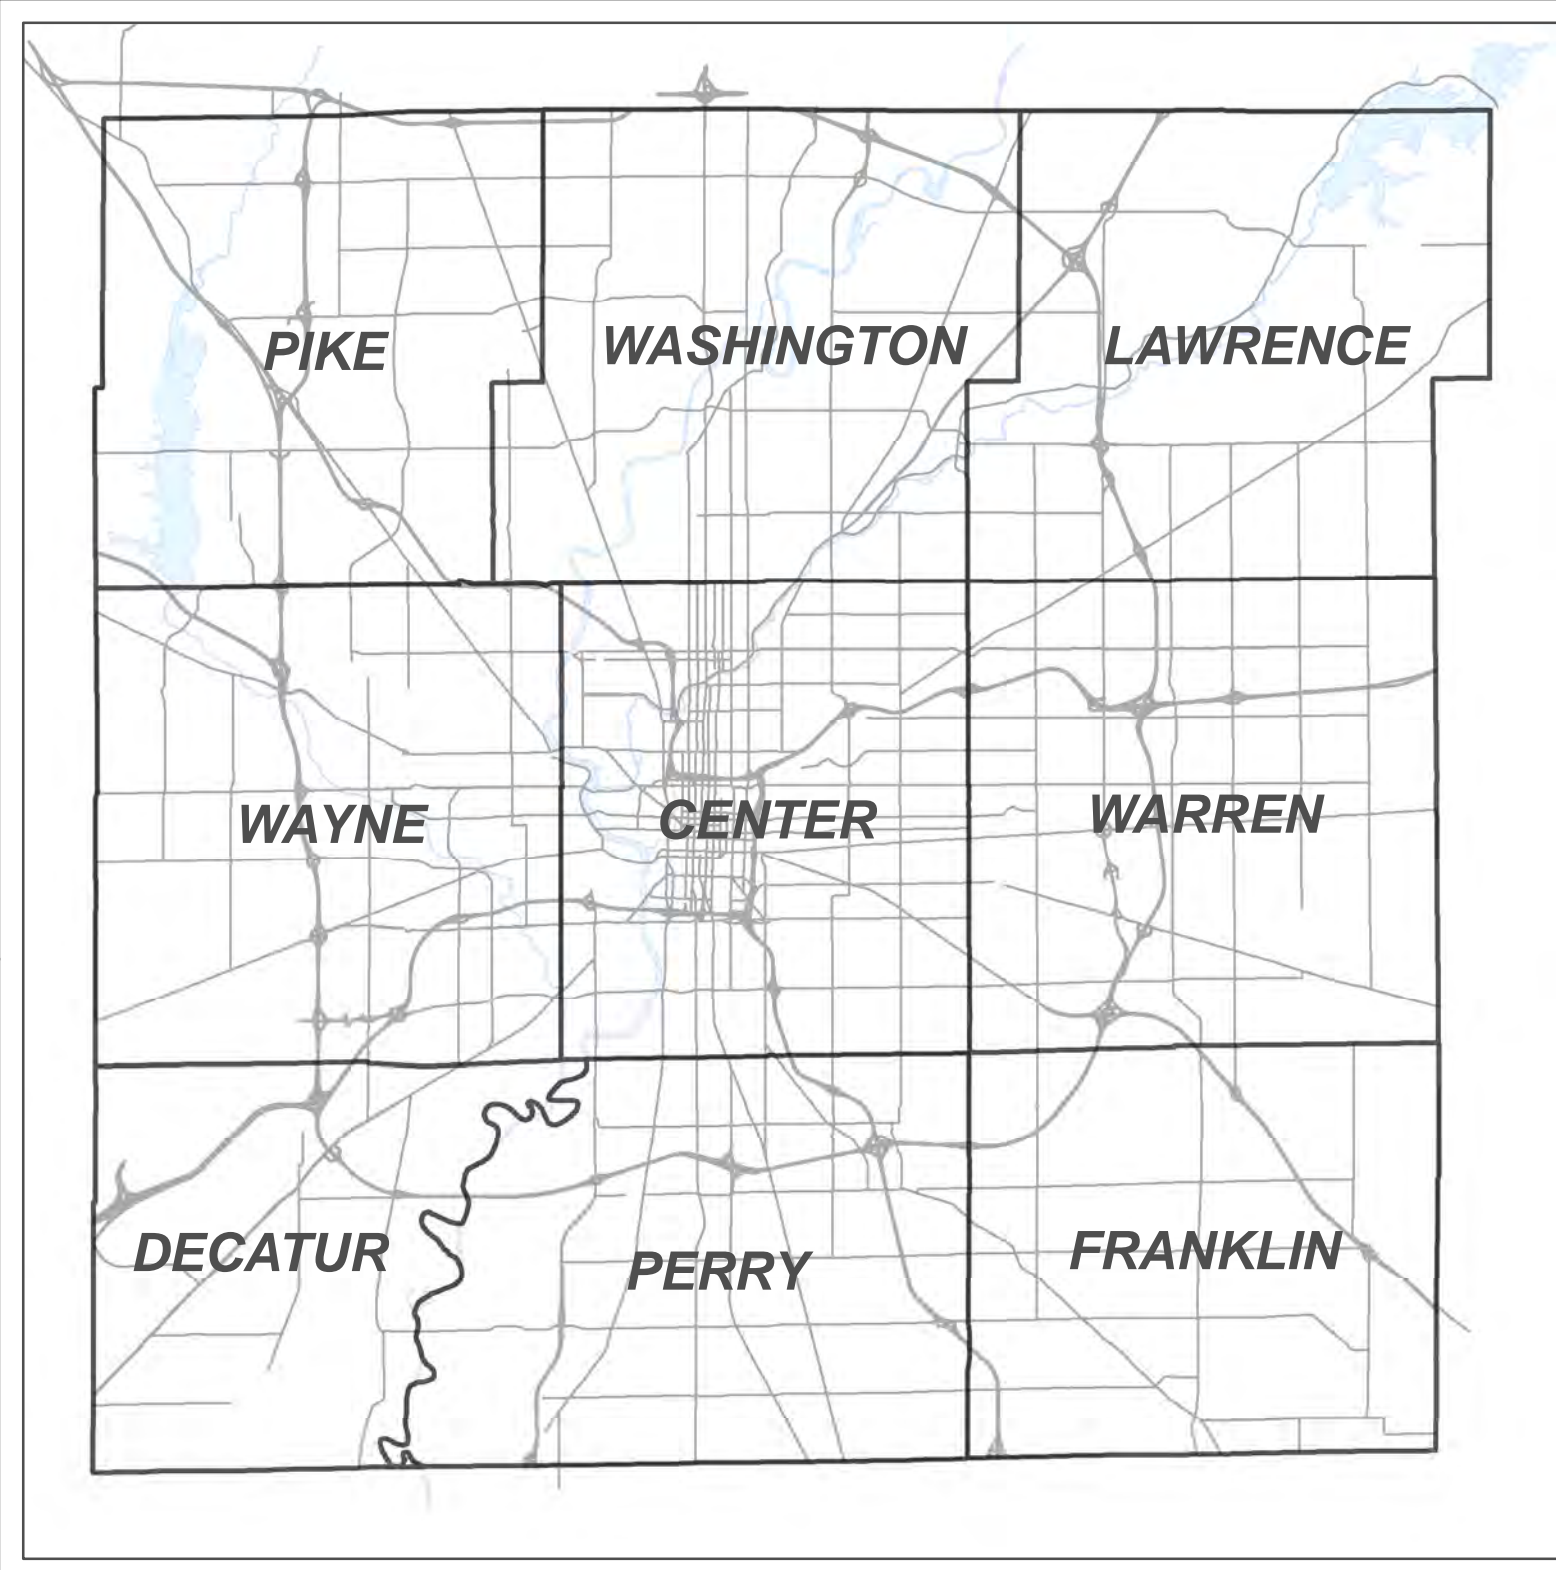 PIKE
WASHINGTON
LAWRENCE
WAYNE
CENTER
WARREN
DECATUR
PERRY
FRANKLIN